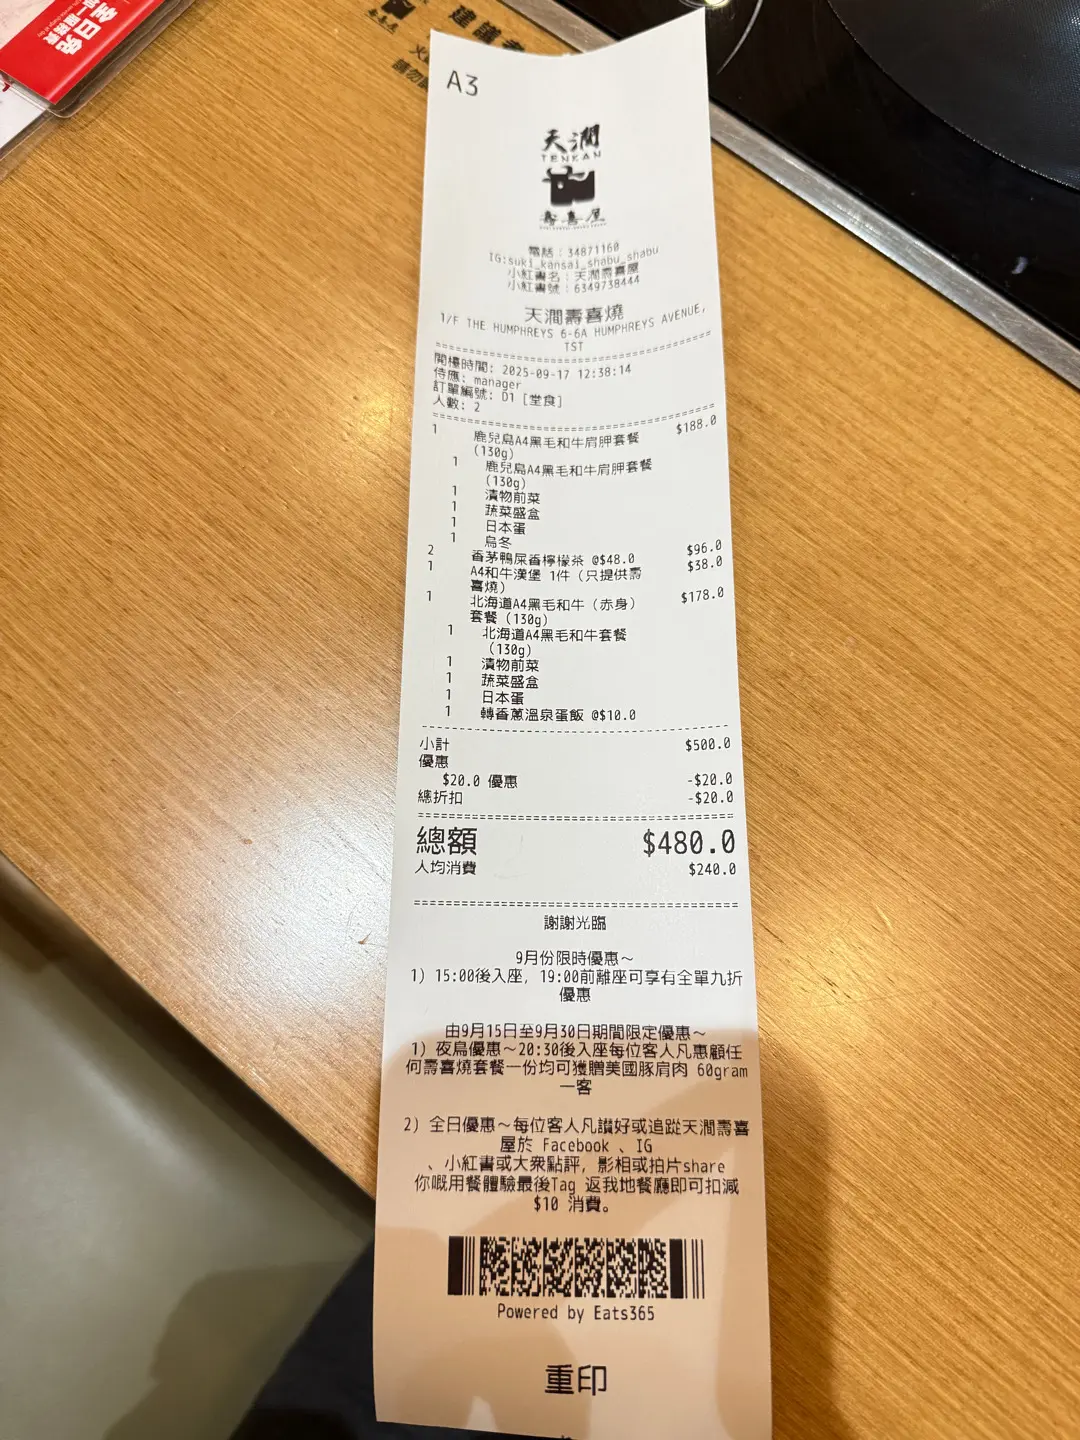 全日免
加一服務費
A3
天澗
TENKAN
壽喜屋
電話：34871160
IG:suki_kansai_shabu_shabu
小紅書名：天澗壽喜屋
小紅書號：6349738444
天澗壽喜燒
1/F THE HUMPHREYS 6-6A HUMPHREYS AVENUE,
TST
開檯時間: 2025-09-17 12:38:14
侍應: manager
訂單編號: D1 [堂食]
人數: 2
1 鹿兒島A4黑毛和牛肩胛套餐 $188.0
(130g)
1 鹿兒島A4黑毛和牛肩胛套餐
(130g)
1 漬物前菜
1 蔬菜盛盒
1 日本蛋
1 烏冬
2 香茅鴨屎香檸檬茶 @$48.0 $96.0
1 A4和牛漢堡 1件（只提供壽 $38.0
喜燒）
1 北海道A4黑毛和牛（赤身） $178.0
套餐（130g）
1 北海道A4黑毛和牛套餐
（130g）
1 漬物前菜
1 蔬菜盛盒
1 日本蛋
1 轉香蔥溫泉蛋飯 @$10.0
小計 $500.0
優惠
$20.0 優惠 -$20.0
總折扣 -$20.0
總額 $480.0
人均消費 $240.0
謝謝光臨
9月份限時優惠～
1) 15:00後入座, 19:00前離座可享有全單九折
優惠
由9月15日至9月30日期間限定優惠～
1) 夜鳥優惠～20:30後入座每位客人凡惠顧任
何壽喜燒套餐一份均可獲贈美國豚肩肉 60gram
一客
2) 全日優惠～每位客人凡讚好或追蹤天澗壽喜
屋於 Facebook 、IG
、小紅書或大衆點評, 影相或拍片share
你嘅用餐體驗最後Tag 返我地餐廳即可扣減
$10 消費。
Powered by Eats365
重印